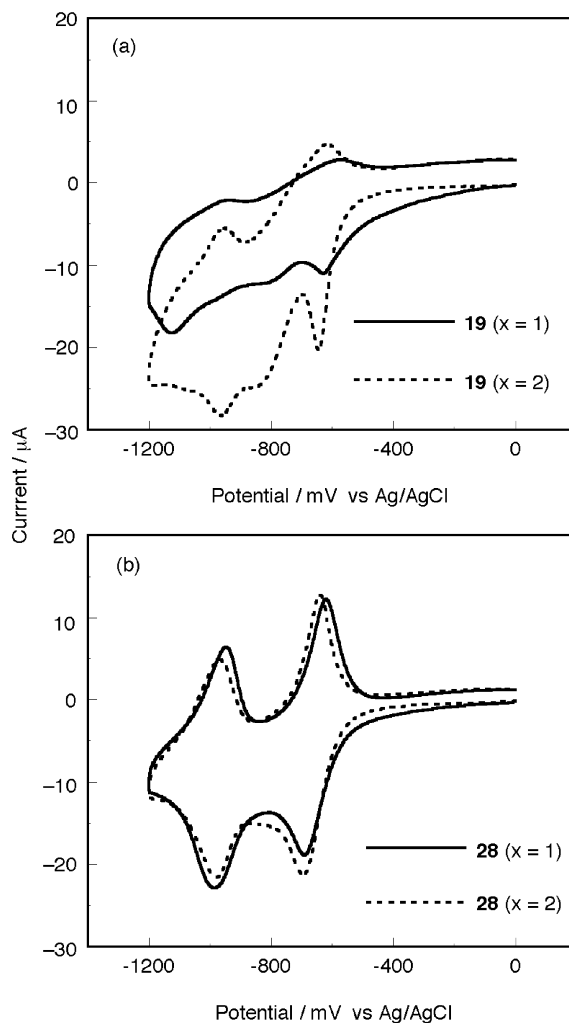 20
(a)
10
0
–10
19 (x = 1)
–20
19 (x = 2)
–30
-1200 -800 -400 0
Potential / mV vs Ag/AgCl
Currrent / μA
20
(b)
10
0
–10
28 (x = 1)
–20
28 (x = 2)
–30
-1200 -800 -400 0
Potential / mV vs Ag/AgCl